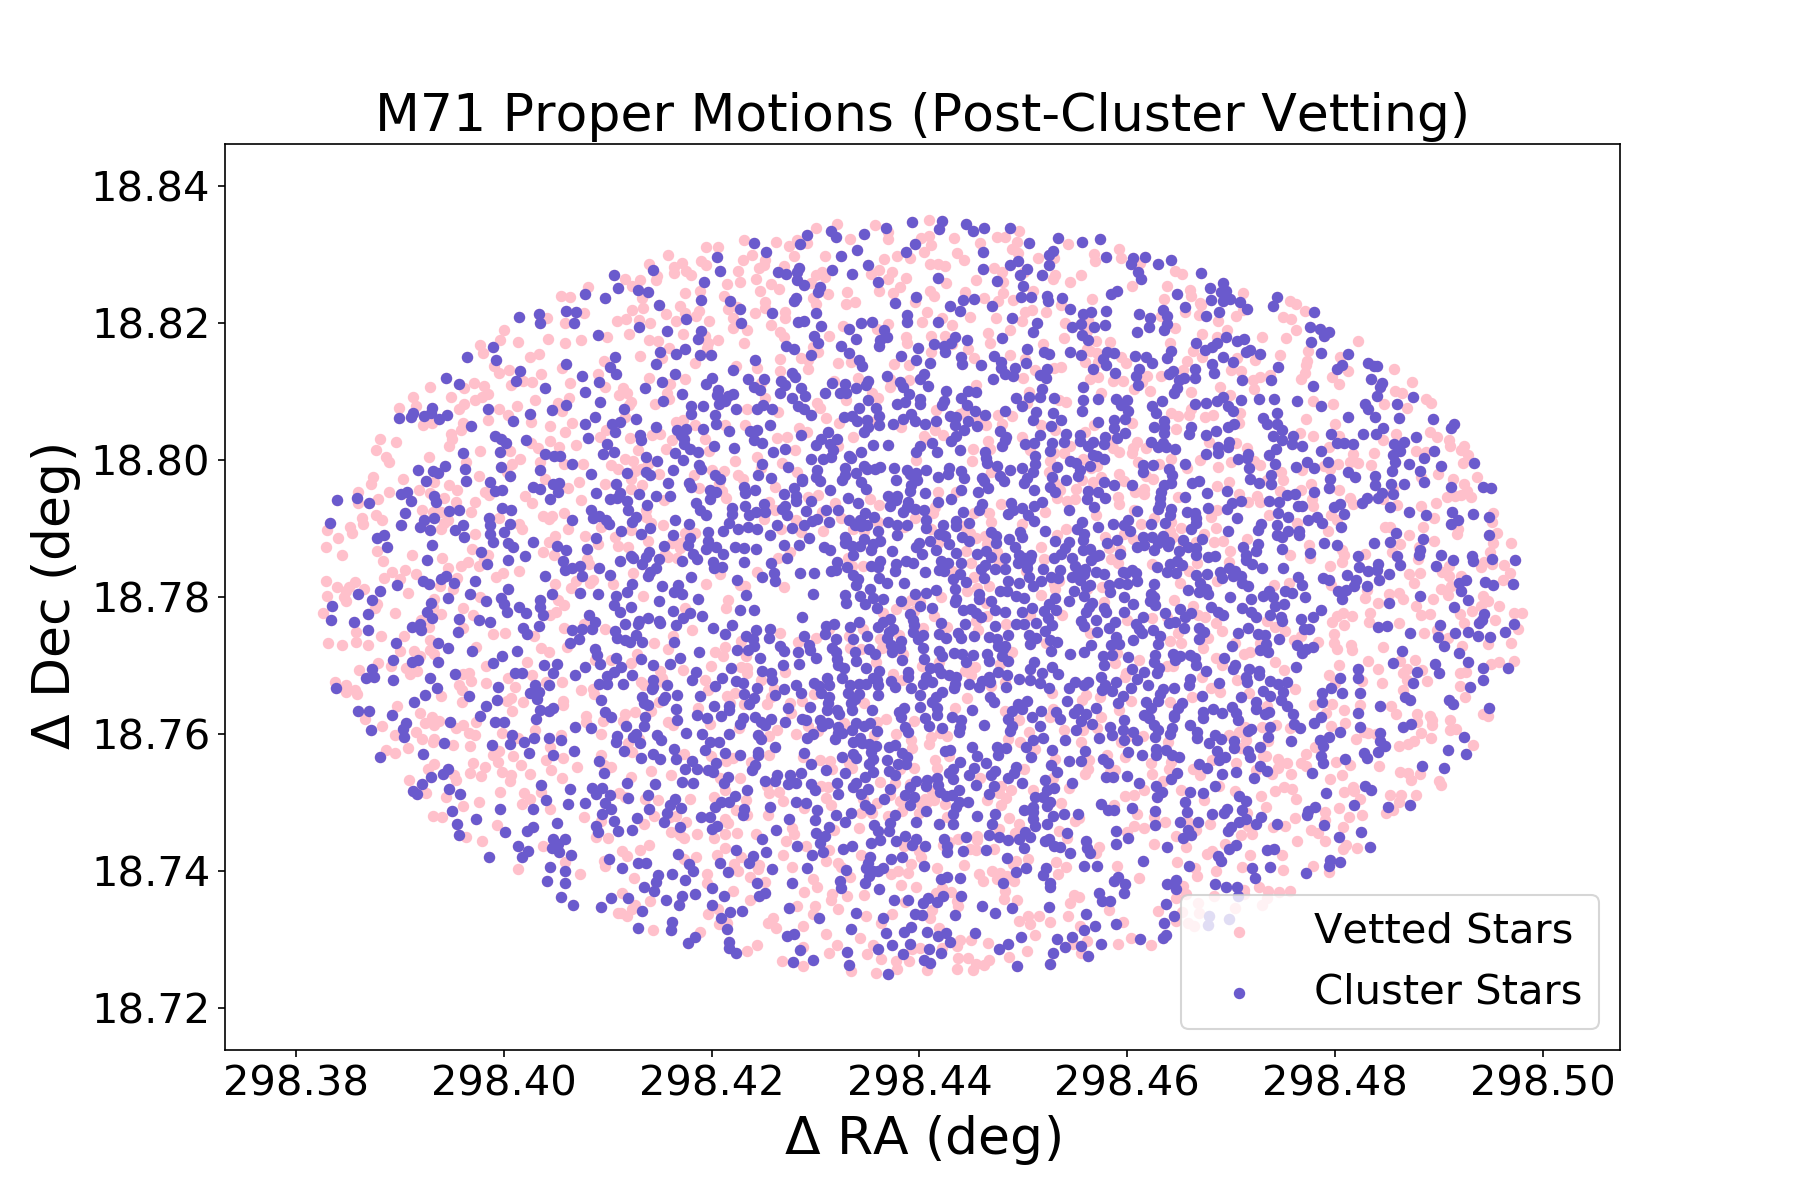 M71 Proper Motions (Post-Cluster Vetting)
18.84
18.82
18.80
18.78
18.76
18.74
18.72
Δ Dec (deg)
Vetted Stars
Cluster Stars
298.38 298.40 298.42 298.44 298.46 298.48 298.50
Δ RA (deg)